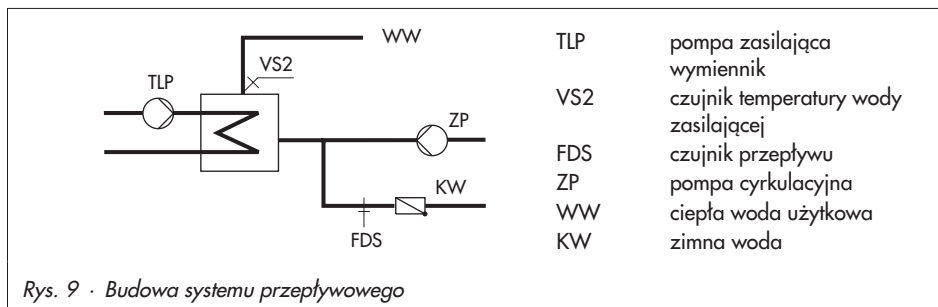 WW
VS2
TLP
ZP
KW
FDS
TLP pompa zasilająca
wymiennik
VS2 czujnik temperatury wody
zasilającej
FDS czujnik przepływu
ZP pompa cyrkulacyjna
WW ciepła woda użytkowa
KW zimna woda
Rys. 9 · Budowa systemu przepływowego